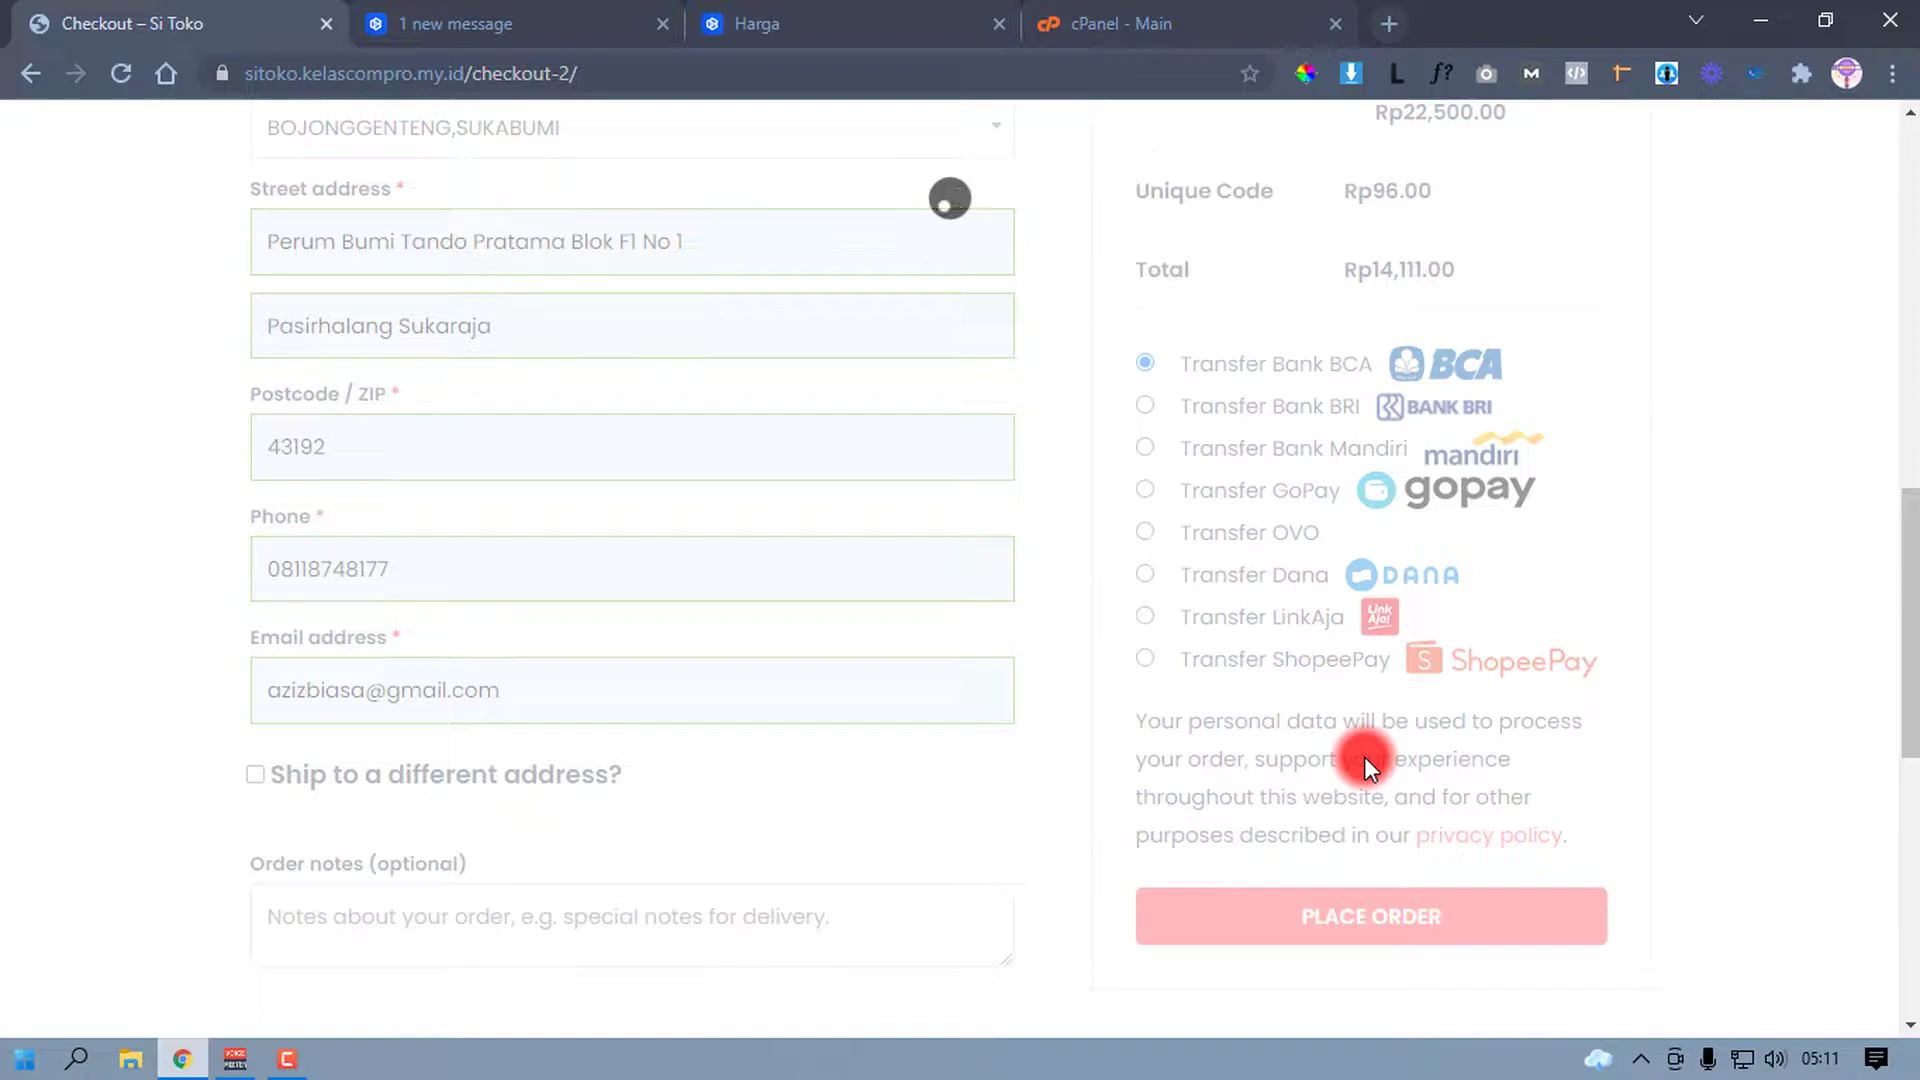 Checkout – Si Toko
1 new message
Harga
cPanel - Main
sitoko.kelascompro.my.id/checkout-2/
BOJONGGENTENG,SUKABUMI
Street address *
Perum Bumi Tando Pratama Blok F1 No 1
Pasirhalang Sukaraja
Postcode / ZIP *
43192
Phone *
08118748177
Email address *
azizbiasa@gmail.com
Ship to a different address?
Order notes (optional)
Notes about your order, e.g. special notes for delivery.
Rp22,500.00
Unique Code Rp96.00
Total Rp14,111.00
Transfer Bank BCA BCA
Transfer Bank BRI BANK BRI
Transfer Bank Mandiri mandiri
Transfer GoPay gopay
Transfer OVO
Transfer Dana DANA
Transfer LinkAja Link Aja!
Transfer ShopeePay S ShopeePay
Your personal data will be used to process
your order, support your experience
throughout this website, and for other
purposes described in our privacy policy.
PLACE ORDER
05:11